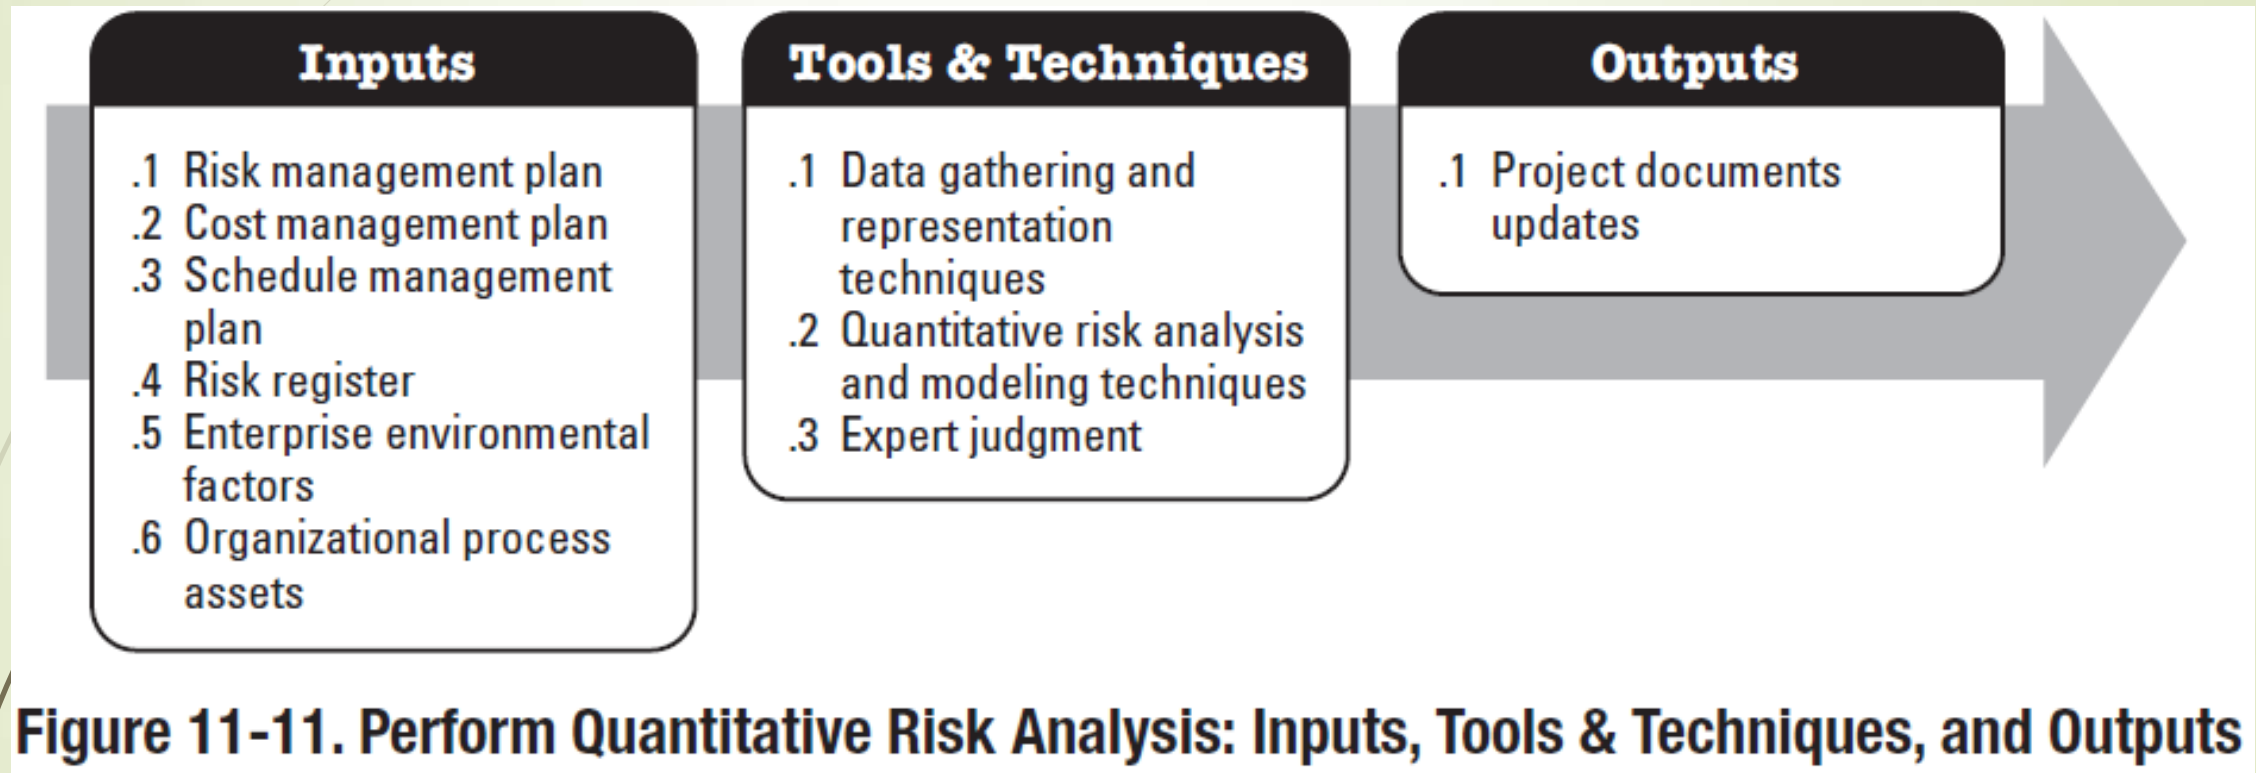 Inputs
.1 Risk management plan
.2 Cost management plan
.3 Schedule management
plan
.4 Risk register
.5 Enterprise environmental
factors
.6 Organizational process
assets
Tools & Techniques
.1 Data gathering and
representation
techniques
.2 Quantitative risk analysis
and modeling techniques
.3 Expert judgment
Outputs
.1 Project documents
updates
Figure 11-11. Perform Quantitative Risk Analysis: Inputs, Tools & Techniques, and Outputs